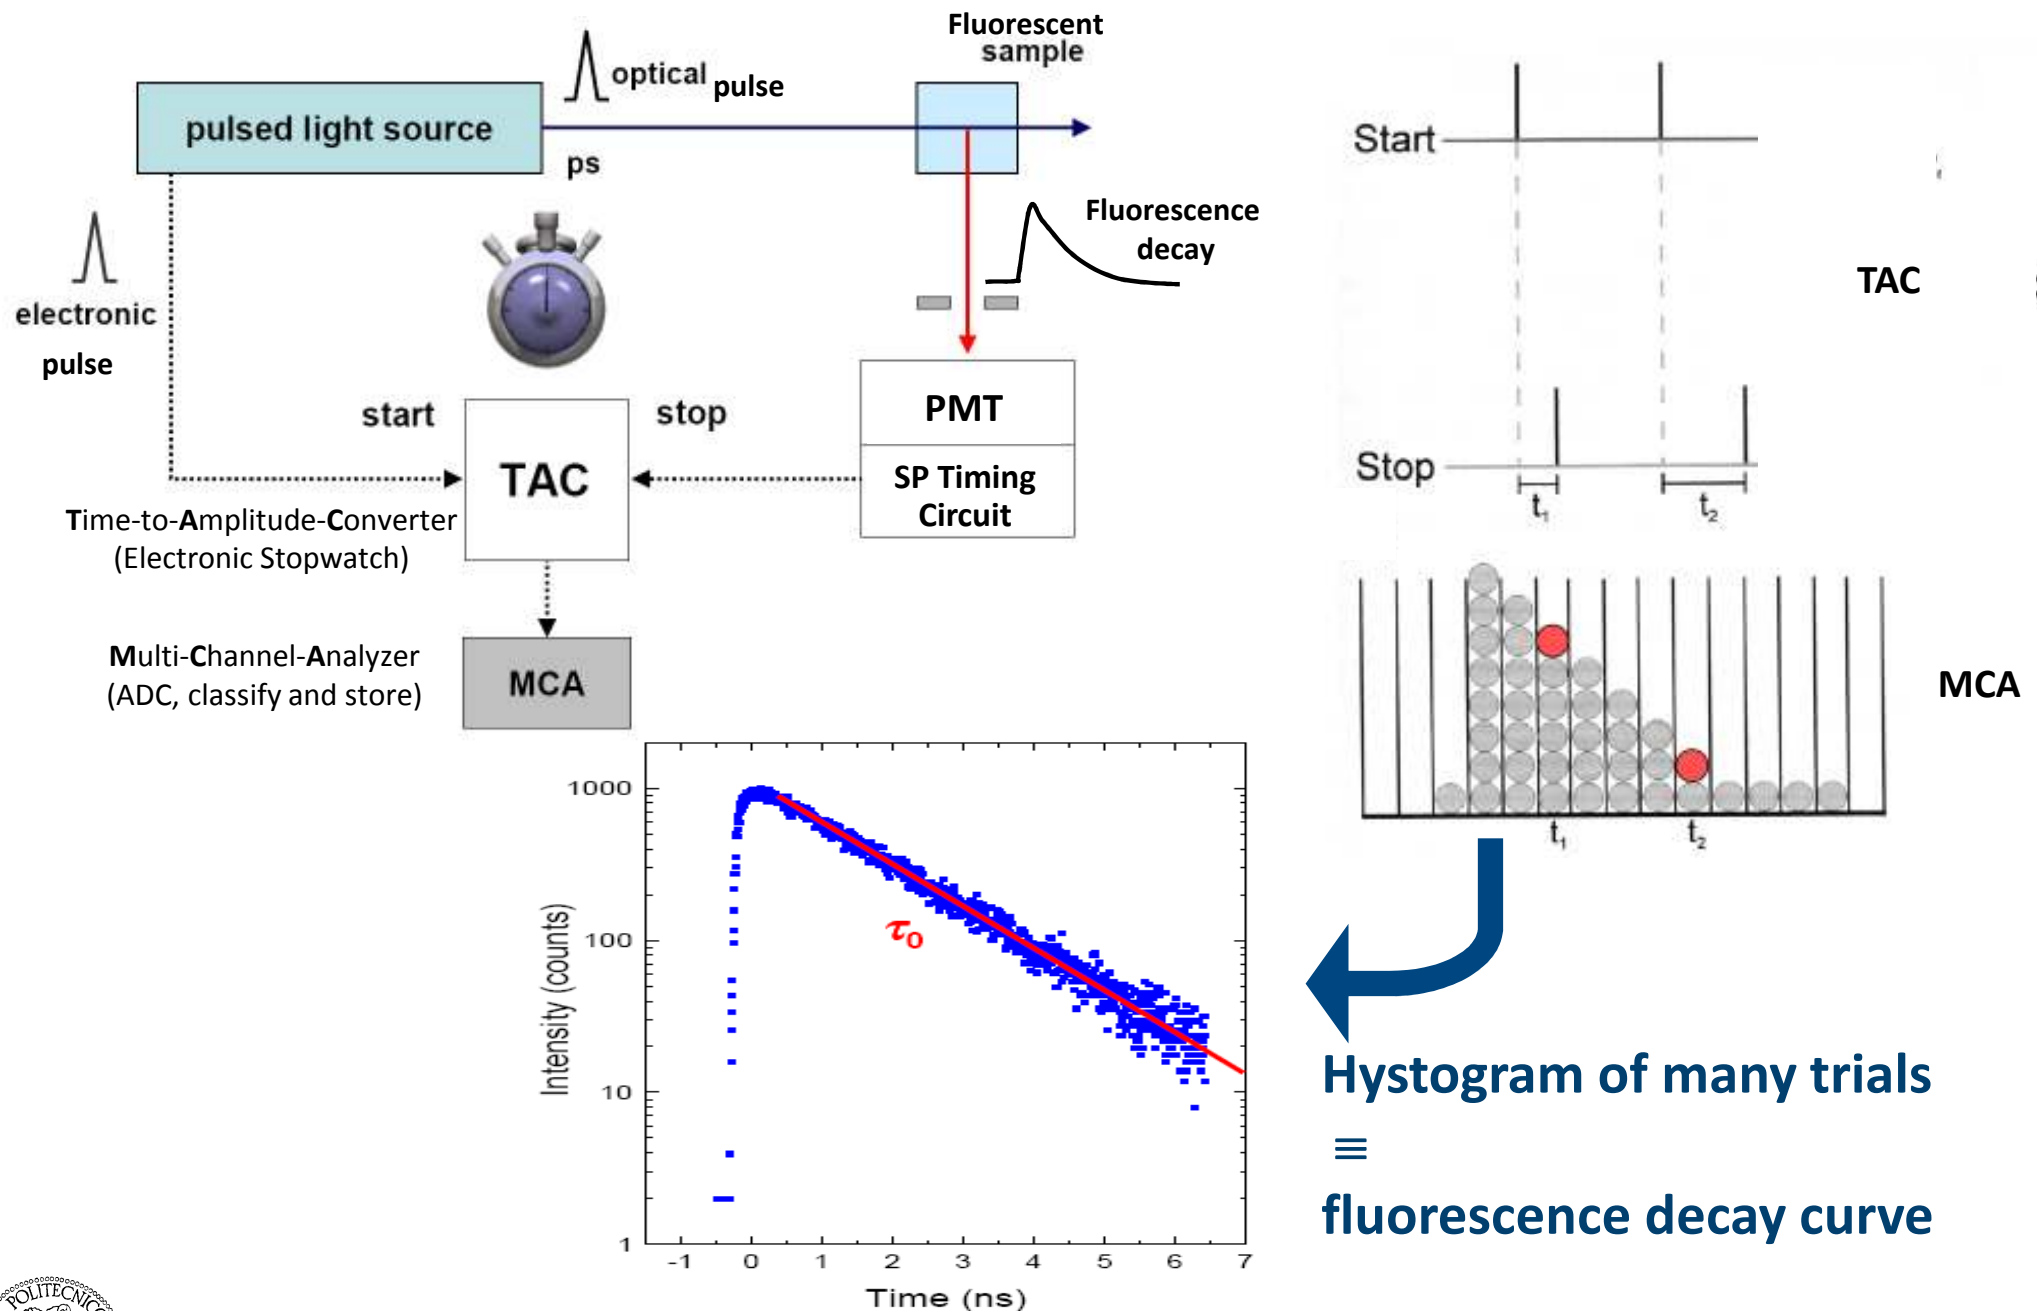 Fluorescent
sample
optical pulse
pulsed light source
ps
Fluorescence
decay
electronic
pulse
start
stop
TAC
PMT
SP Timing
Circuit
Time-to-Amplitude-Converter
(Electronic Stopwatch)
Multi-Channel-Analyzer
(ADC, classify and store)
MCA
Start
TAC
Stop
t1
t2
MCA
t1
t2
1000
100
10
1
Intensity (counts)
τ0
-1 0 1 2 3 4 5 6 7
Time (ns)
Hystogram of many trials
≡
fluorescence decay curve
POLITECNICO